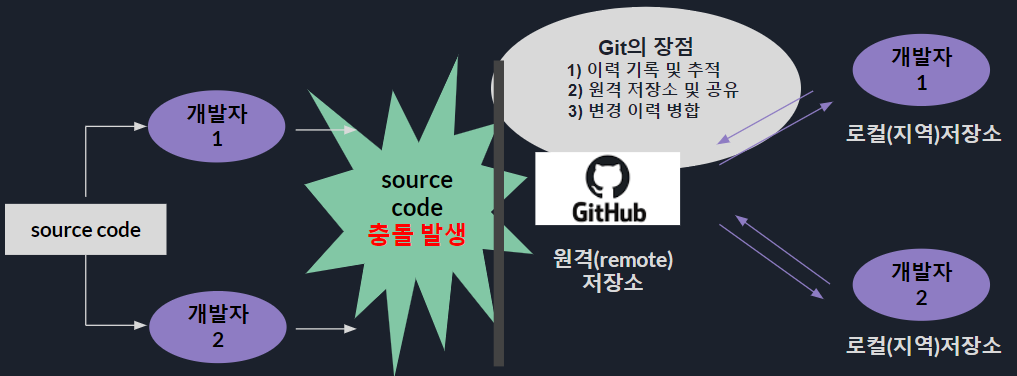 source code
개발자
1
개발자
2
source
code
충돌 발생
Git의 장점
1) 이력 기록 및 추적
2) 원격 저장소 및 공유
3) 변경 이력 병합
GitHub
원격(remote)
저장소
개발자
1
로컬(지역)저장소
개발자
2
로컬(지역)저장소